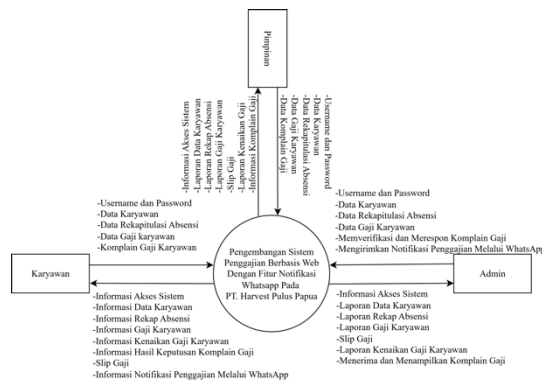 Pimpinan
-Informasi Akses Sistem
-Laporan Data Karyawan
-Laporan Rekap Absensi
-Laporan Gaji Karyawan
-Slip Gaji
-Laporan Kenaikan Gaji
-Informasi Komplain Gaji
-Username dan Password
-Data Karyawan
-Data Rekapitulasi Absensi
-Data Gaji Karyawan
-Data Komplain Gaji
-Username dan Password
-Data Karyawan
-Data Rekapitulasi Absensi
-Data Gaji karyawan
-Komplain Gaji Karyawan
-Username dan Password
-Data Karyawan
-Data Rekapitulasi Absensi
-Data Gaji Karyawan
-Memverifikasi dan Merespon Komplain Gaji
-Mengirimkan Notifikasi Penggajian Melalui WhatsApp
Karyawan
Pengembangan Sistem
Penggajian Berbasis Web
Dengan Fitur Notifikasi
Whatsapp Pada
PT. Harvest Pulus Papua
Admin
-Informasi Akses Sistem
-Informasi Data Karyawan
-Informasi Rekap Absensi
-Informasi Gaji Karyawan
-Informasi Kenaikan Gaji Karyawan
-Informasi Hasil Keputusan Komplain Gaji
-Slip Gaji
-Informasi Notifikasi Penggajian Melalui WhatsApp
-Informasi Akses Sistem
-Laporan Data Karyawan
-Laporan Rekap Absensi
-Laporan Gaji Karyawan
-Slip Gaji
-Laporan Kenaikan Gaji Karyawan
-Menerima dan Menampilkan Komplain Gaji